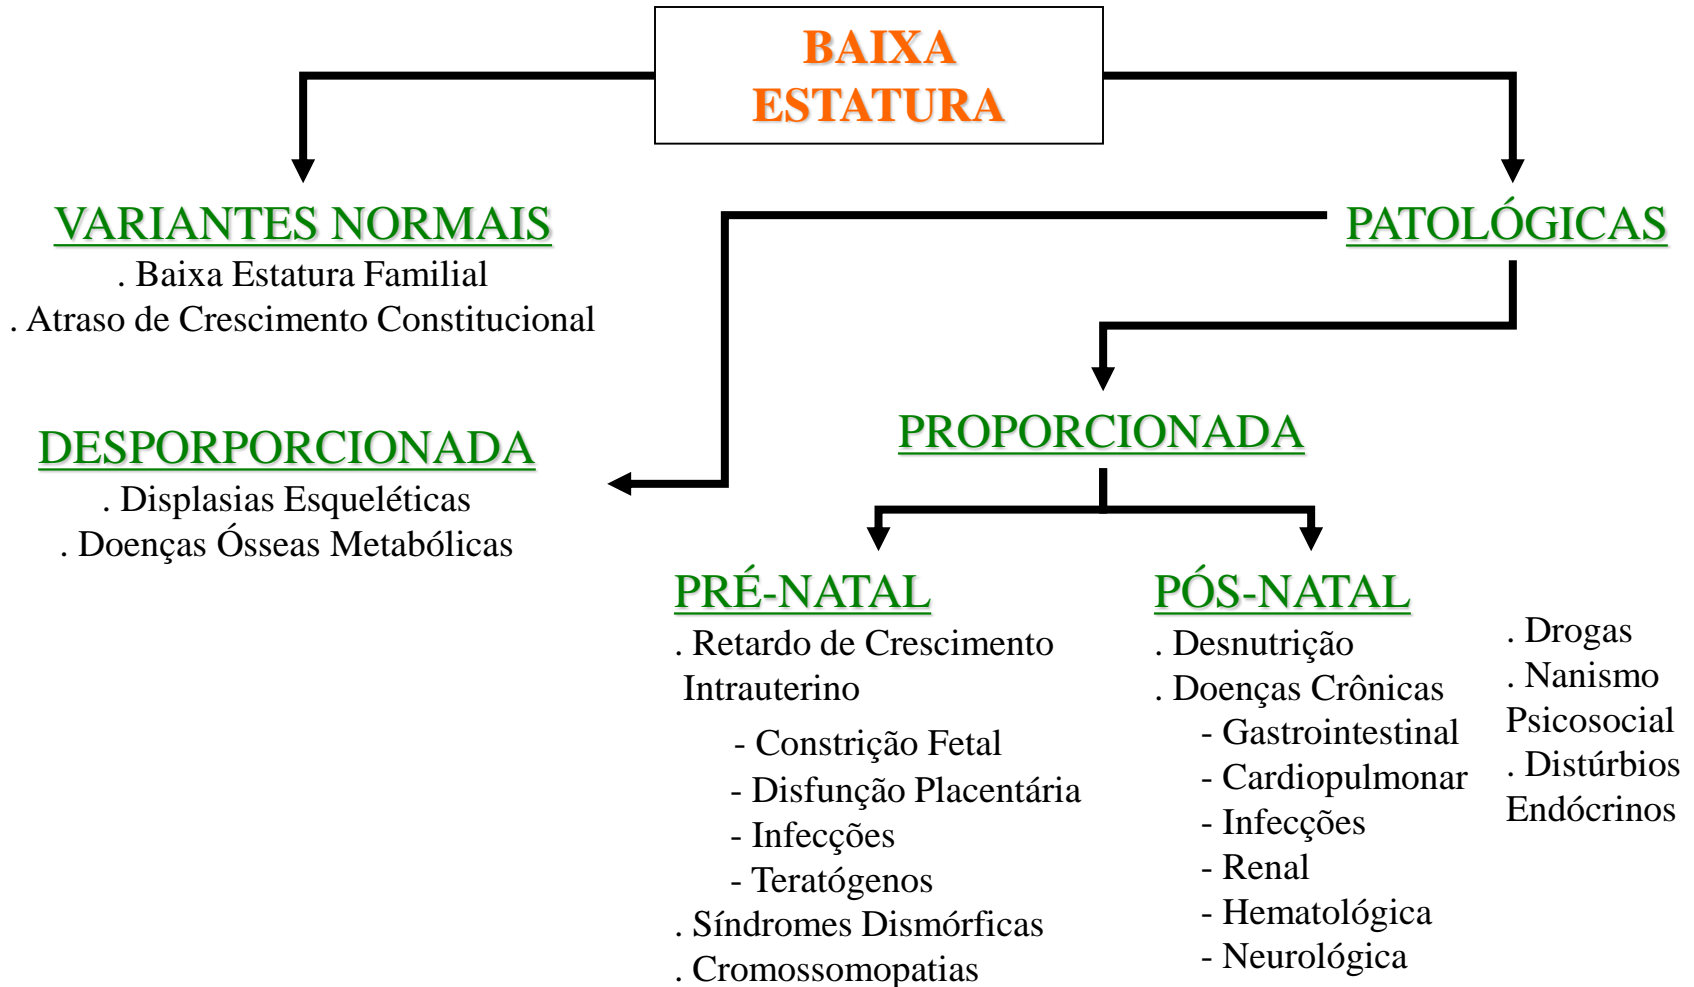 BAIXA
ESTATURA
VARIANTES NORMAIS
. Baixa Estatura Familial
. Atraso de Crescimento Constitucional
PATOLÓGICAS
DESPORPORCIONADA
. Displasias Esqueléticas
. Doenças Ósseas Metabólicas
PROPORCIONADA
PRÉ-NATAL
. Retardo de Crescimento
Intrauterino
- Constrição Fetal
- Disfunção Placentária
- Infecções
- Teratógenos
. Síndromes Dismórficas
. Cromossomopatias
PÓS-NATAL
. Desnutrição
. Doenças Crônicas
- Gastrointestinal
- Cardiopulmonar
- Infecções
- Renal
- Hematológica
- Neurológica
. Drogas
. Nanismo
Psicosocial
. Distúrbios
Endócrinos